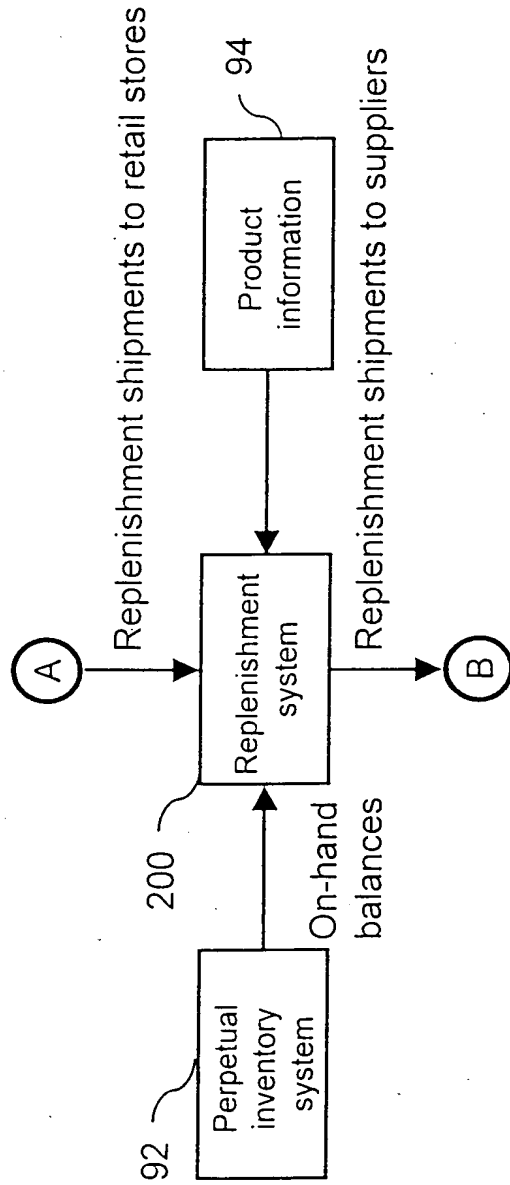 A
Replenishment shipments to retail stores
92
Perpetual
inventory
system
On-hand
balances
200
Replenishment
system
94
Product
information
Replenishment shipments to suppliers
B